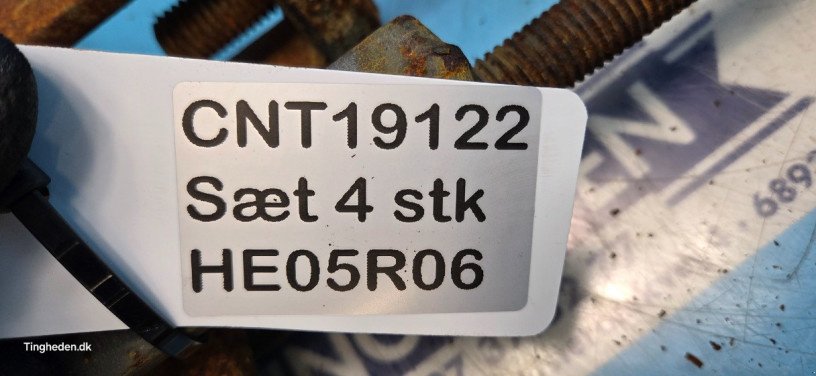 CNT19122
Sæt 4 stk
HE05R06
Tingheden.dk